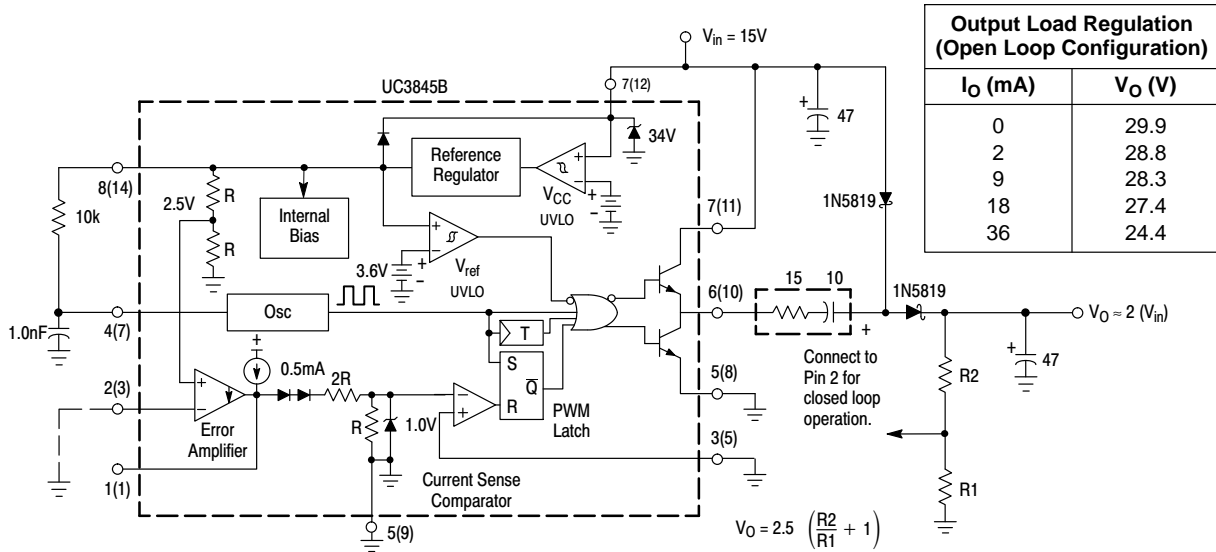 Output Load Regulation
(Open Loop Configuration)
I_O (mA) V_O (V)
0 29.9
2 28.8
9 28.3
18 27.4
36 24.4
V_in = 15V
UC3845B
7(12)
34V
47
Reference
Regulator
+
−
V_CC
UVLO
+
−
8(14)
2.5V
R
R
Internal
Bias
10k
+
−
3.6V
+
−
V_ref
UVLO
7(11)
1N5819
+
15 10
6(10)
+
1N5819
V_O ≈ 2 (V_in)
Osc
4(7)
1.0nF
T
+
0.5mA
2R
S
Q̅
R
+
−
2(3)
Error
Amplifier
R
1.0V
−
+
PWM
Latch
5(8)
Connect to
Pin 2 for
closed loop
operation.
R2
+
47
3(5)
1(1)
Current Sense
Comparator
R1
5(9)
V_O = 2.5 (R2/R1 + 1)